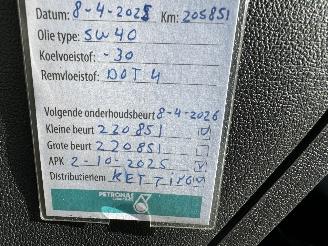 Datum: 8-4-2025 Km: 205851
Olie type: 5W40
Koelvloeistof: -30
Remvloeistof: DOT 4
Volgende onderhoudsbeurt 8-4-2026
Kleine beurt 220851
Grote beurt 220851
APK 2-10-2025
Distributieriem KETTING
PETRONAS